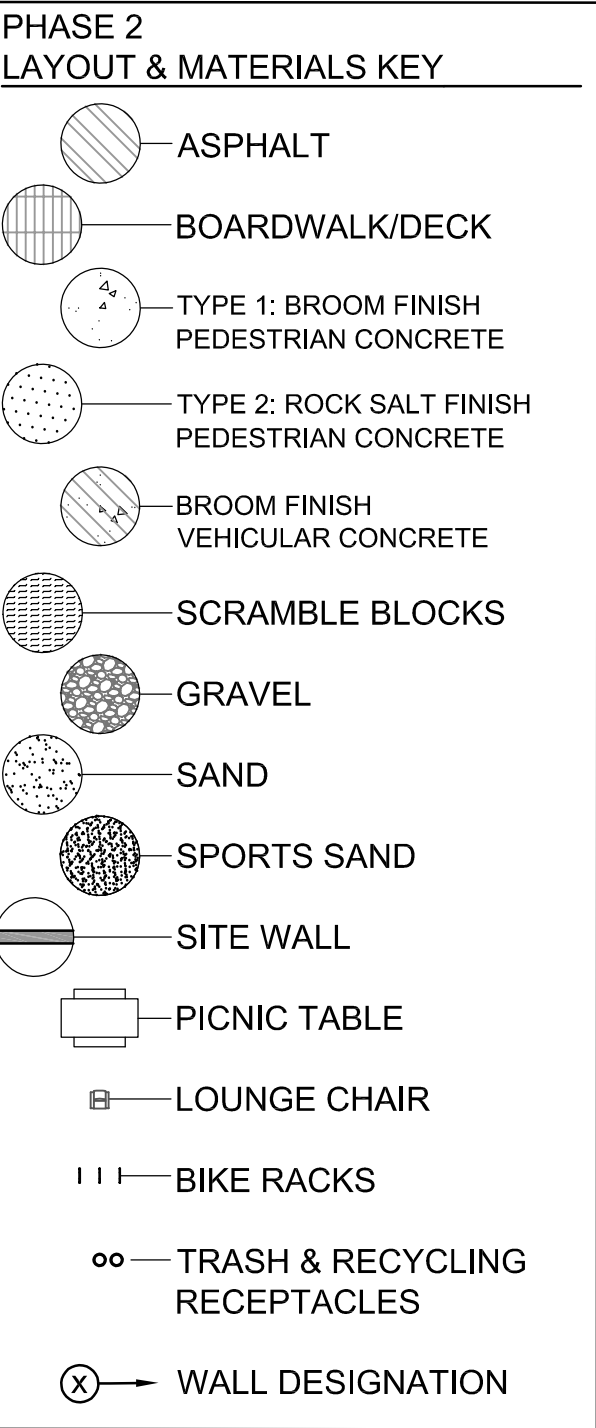 PHASE 2
LAYOUT & MATERIALS KEY
ASPHALT
BOARDWALK/DECK
TYPE 1: BROOM FINISH
PEDESTRIAN CONCRETE
TYPE 2: ROCK SALT FINISH
PEDESTRIAN CONCRETE
BROOM FINISH
VEHICULAR CONCRETE
SCRAMBLE BLOCKS
GRAVEL
SAND
SPORTS SAND
SITE WALL
PICNIC TABLE
LOUNGE CHAIR
BIKE RACKS
TRASH & RECYCLING
RECEPTACLES
X WALL DESIGNATION